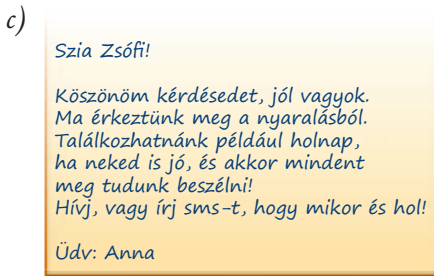 c)
Szia Zsófi!
Köszönöm kérdésedet, jól vagyok.
Ma érkeztünk meg a nyaralásból.
Találkozhatnánk például holnap,
ha neked is jó, és akkor mindent
meg tudunk beszélni!
Hívj, vagy írj sms-t, hogy mikor és hol!
Üdv: Anna